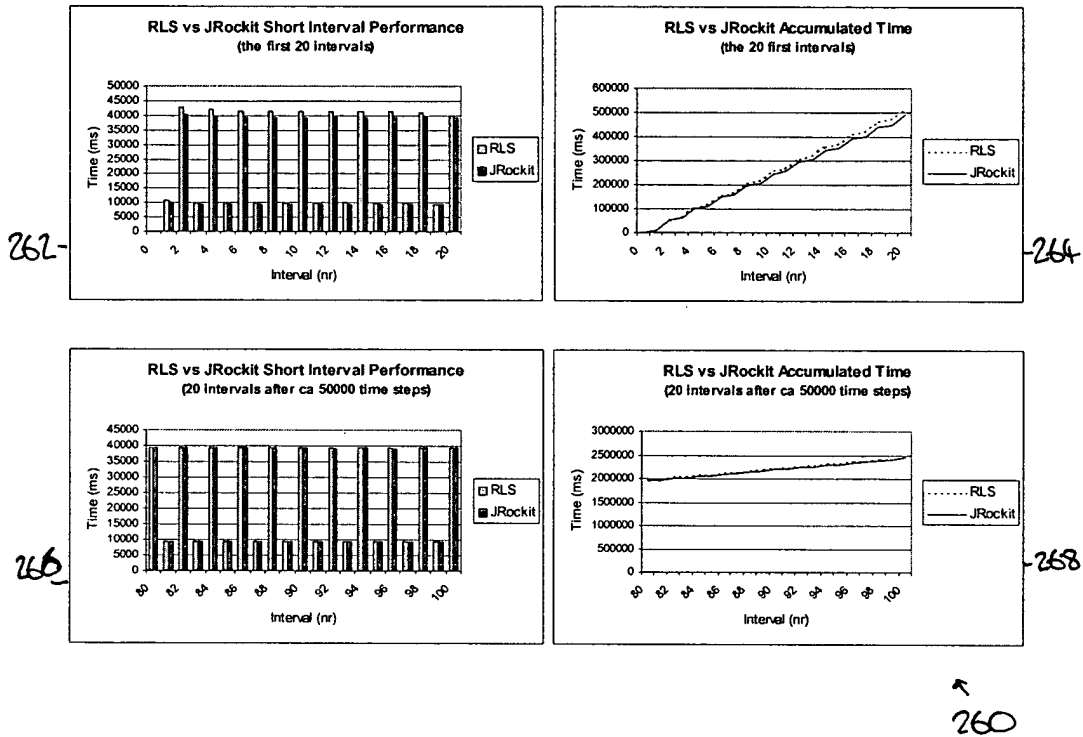 RLS vs JRockit Short Interval Performance
(the first 20 intervals)
50000
45000
40000
35000
30000
25000
20000
15000
10000
5000
0
Time (ms)
0 2 4 6 8 10 12 14 16 18 20
Interval (nr)
RLS
JRockit
262
RLS vs JRockit Accumulated Time
(the 20 first intervals)
600000
500000
400000
300000
200000
100000
0
Time (ms)
0 2 4 6 8 10 12 14 16 18 20
Interval (nr)
RLS
JRockit
264
RLS vs JRockit Short Interval Performance
(20 intervals after ca 50000 time steps)
45000
40000
35000
30000
25000
20000
15000
10000
5000
0
Time (ms)
80 82 84 86 88 90 92 94 96 98 100
Interval (nr)
RLS
JRockit
266
RLS vs JRockit Accumulated Time
(20 intervals after ca 50000 time steps)
3000000
2500000
2000000
1500000
1000000
500000
0
Time (ms)
80 82 84 86 88 90 92 94 96 98 100
Interval (nr)
RLS
JRockit
268
260